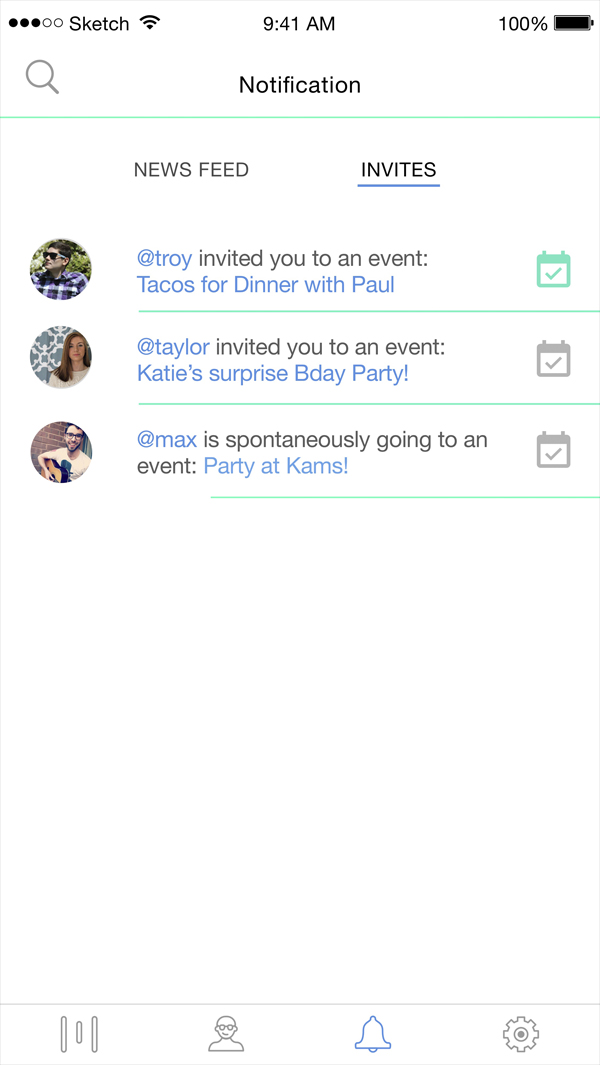 Sketch 9:41 AM 100%
Notification
NEWS FEED INVITES
@troy invited you to an event:
Tacos for Dinner with Paul
@taylor invited you to an event:
Katie’s surprise Bday Party!
@max is spontaneously going to an
event: Party at Kams!